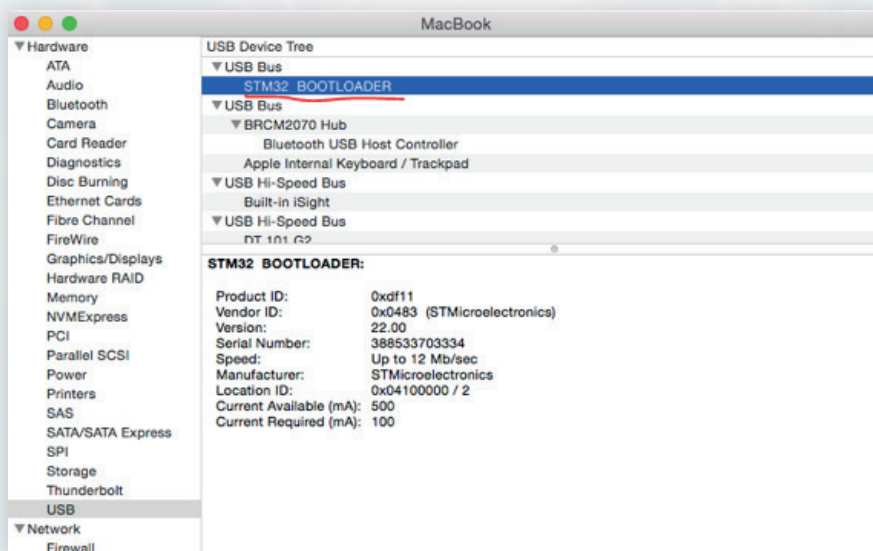 MacBook
Hardware
ATA
Audio
Bluetooth
Camera
Card Reader
Diagnostics
Disc Burning
Ethernet Cards
Fibre Channel
FireWire
Graphics/Displays
Hardware RAID
Memory
NVMExpress
PCI
Parallel SCSI
Power
Printers
SAS
SATA/SATA Express
SPI
Storage
Thunderbolt
USB
Network
Firewall
USB Device Tree
USB Bus
STM32 BOOTLOADER
USB Bus
BRCM2070 Hub
Bluetooth USB Host Controller
Apple Internal Keyboard / Trackpad
USB Hi-Speed Bus
Built-in iSight
USB Hi-Speed Bus
DT 101 G2
STM32 BOOTLOADER:
Product ID: 0xdf11
Vendor ID: 0x0483 (STMicroelectronics)
Version: 22.00
Serial Number: 388533703334
Speed: Up to 12 Mb/sec
Manufacturer: STMicroelectronics
Location ID: 0x04100000 / 2
Current Available (mA): 500
Current Required (mA): 100